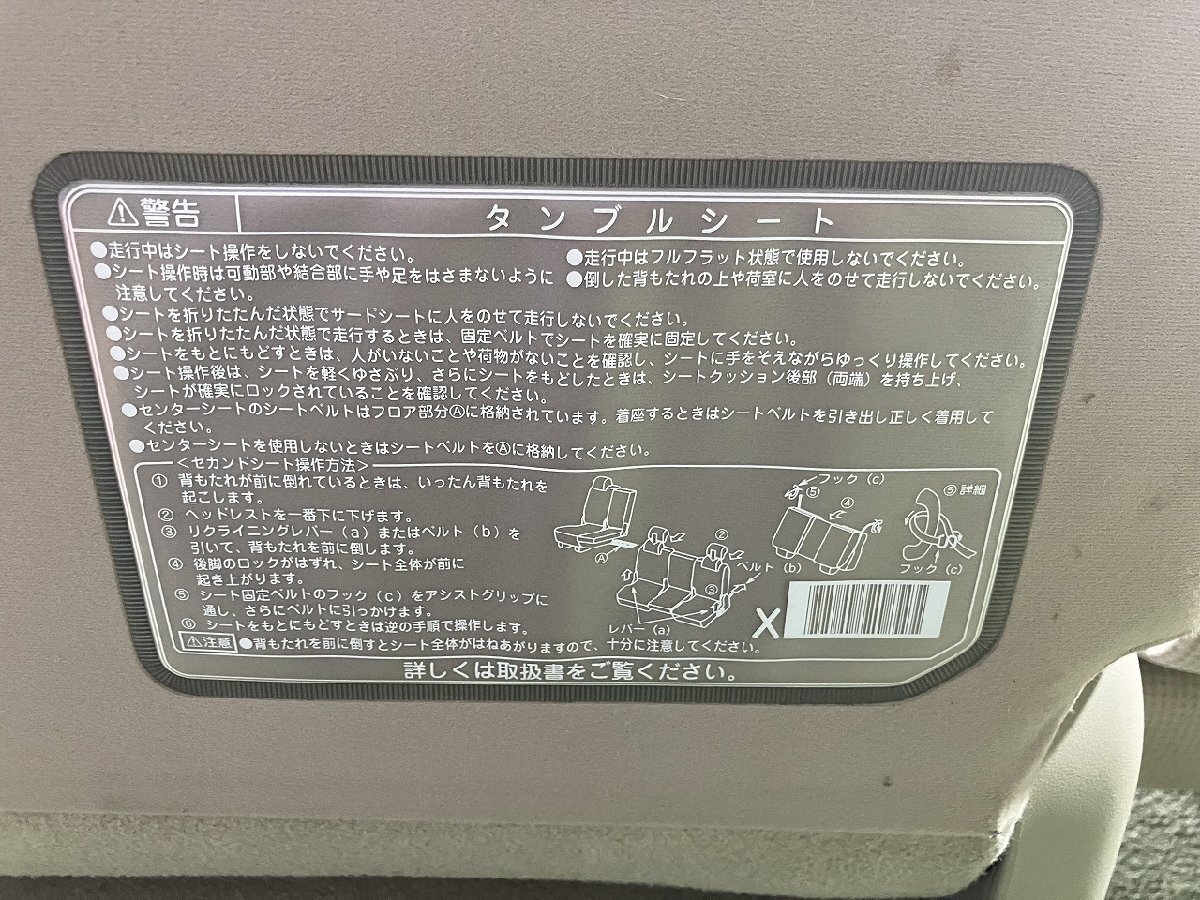 ⚠警告 タンブルシート
●走行中はシート操作をしないでください。
●シート操作時は可動部や結合部に手や足をはさまないように
注意してください。
●走行中はフルフラット状態で使用しないでください。
●倒した背もたれの上や荷室に人をのせて走行しないでください。
●シートを折りたたんだ状態でサードシートに人をのせて走行しないでください。
●シートを折りたたんだ状態で走行するときは、固定ベルトでシートを確実に固定してください。
●シートをもとにもどすときは、人がいないことや荷物がないことを確認し、シートに手をそえながらゆっくり操作してください。
●シート操作後は、シートを軽くゆさぶり、さらにシートをもどしたときは、シートクッション後部(両端)を持ち上げ、
シートが確実にロックされていることを確認してください。
●センターシートのシートベルトはフロア部分Ⓐに格納されています。着座するときはシートベルトを引き出し正しく着用して
ください。
●センターシートを使用しないときはシートベルトをⒶに格納してください。
<セカンドシート操作方法>
① 背もたれが前に倒れているときは、いったん背もたれを
起こします。
② ヘッドレストを一番下に下げます。
③ リクライニングレバー(a)またはベルト(b)を
引いて、背もたれを前に倒します。
④ 後脚のロックがはずれ、シート全体が前に
起き上がります。
⑤ シート固定ベルトのフック(c)をアシストグリップに
通し、さらにベルトに引っかけます。
⑥ シートをもとにもどすときは逆の手順で操作します。
Ⓐ
②
③
ベルト(b)
レバー(a)
フック(c)
⑤
④
⑤ 詳細
フック(c)
X
⚠注意 ●背もたれを前に倒すとシート全体がはねあがりますので、十分に注意してください。
詳しくは取扱書をご覧ください。